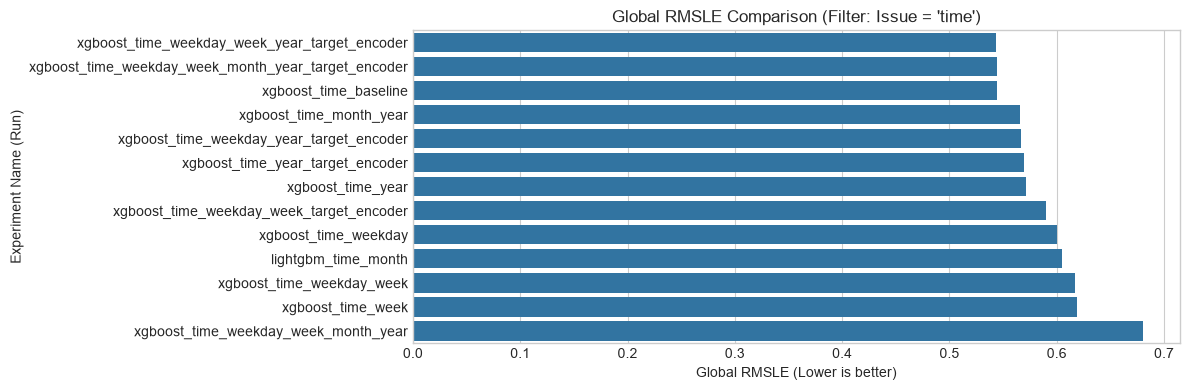 Global RMSLE Comparison (Filter: Issue = 'time')
Experiment Name (Run)
xgboost_time_weekday_week_year_target_encoder
xgboost_time_weekday_week_month_year_target_encoder
xgboost_time_baseline
xgboost_time_month_year
xgboost_time_weekday_year_target_encoder
xgboost_time_year_target_encoder
xgboost_time_year
xgboost_time_weekday_week_target_encoder
xgboost_time_weekday
lightgbm_time_month
xgboost_time_weekday_week
xgboost_time_week
xgboost_time_weekday_week_month_year
0.0 0.1 0.2 0.3 0.4 0.5 0.6 0.7
Global RMSLE (Lower is better)